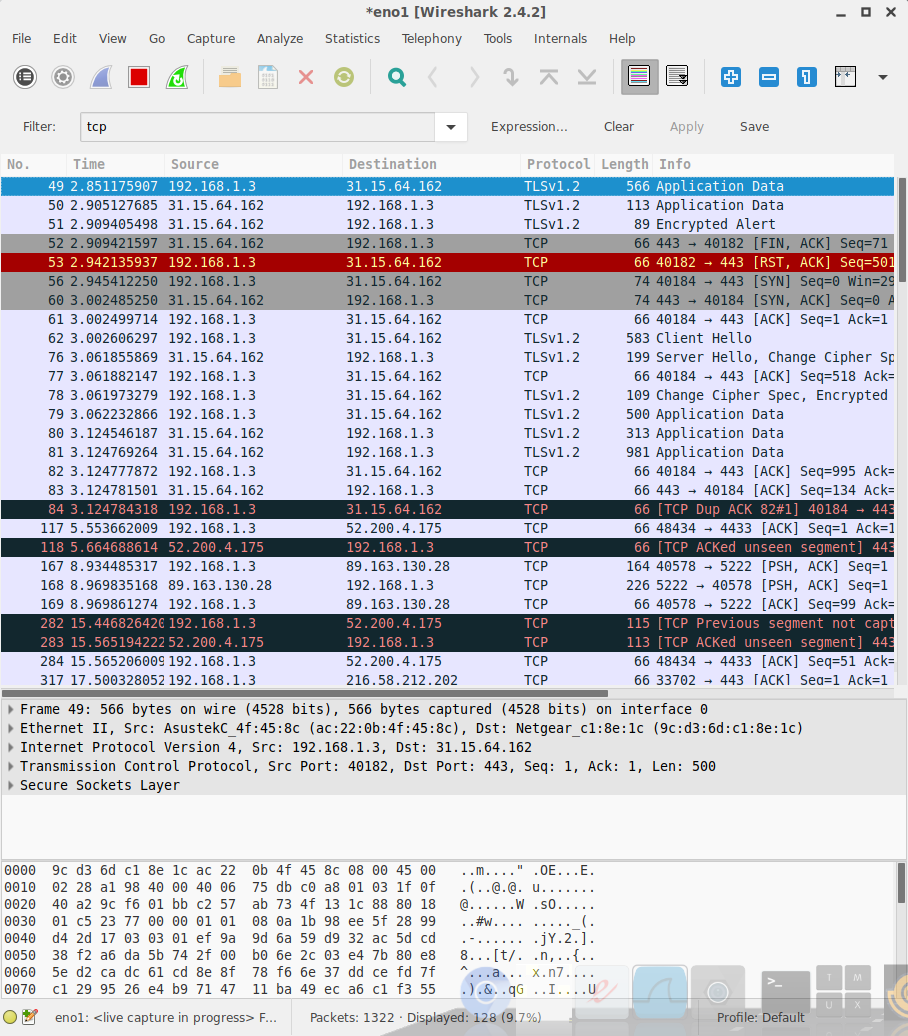 *eno1 [Wireshark 2.4.2]
File Edit View Go Capture Analyze Statistics Telephony Tools Internals Help
Filter: tcp Expression... Clear Apply Save
No. Time Source Destination Protocol Length Info
49 2.851175907 192.168.1.3 31.15.64.162 TLSv1.2 566 Application Data
50 2.905127685 31.15.64.162 192.168.1.3 TLSv1.2 113 Application Data
51 2.909405498 31.15.64.162 192.168.1.3 TLSv1.2 89 Encrypted Alert
52 2.909421597 31.15.64.162 192.168.1.3 TCP 66 443 → 40182 [FIN, ACK] Seq=71
53 2.942135937 192.168.1.3 31.15.64.162 TCP 66 40182 → 443 [RST, ACK] Seq=501
56 2.945412250 192.168.1.3 31.15.64.162 TCP 74 40184 → 443 [SYN] Seq=0 Win=29
60 3.002485250 31.15.64.162 192.168.1.3 TCP 74 443 → 40184 [SYN, ACK] Seq=0 A
61 3.002499714 192.168.1.3 31.15.64.162 TCP 66 40184 → 443 [ACK] Seq=1 Ack=1
62 3.002606297 192.168.1.3 31.15.64.162 TLSv1.2 583 Client Hello
76 3.061855869 31.15.64.162 192.168.1.3 TLSv1.2 199 Server Hello, Change Cipher Sp
77 3.061882147 192.168.1.3 31.15.64.162 TCP 66 40184 → 443 [ACK] Seq=518 Ack=
78 3.061973279 192.168.1.3 31.15.64.162 TLSv1.2 109 Change Cipher Spec, Encrypted
79 3.062232866 192.168.1.3 31.15.64.162 TLSv1.2 500 Application Data
80 3.124546187 31.15.64.162 192.168.1.3 TLSv1.2 313 Application Data
81 3.124769264 31.15.64.162 192.168.1.3 TLSv1.2 981 Application Data
82 3.124777872 192.168.1.3 31.15.64.162 TCP 66 40184 → 443 [ACK] Seq=995 Ack=
83 3.124781501 31.15.64.162 192.168.1.3 TCP 66 443 → 40184 [ACK] Seq=134 Ack=
84 3.124784318 192.168.1.3 31.15.64.162 TCP 66 [TCP Dup ACK 82#1] 40184 → 443
117 5.553662009 192.168.1.3 52.200.4.175 TCP 66 48434 → 4433 [ACK] Seq=1 Ack=1
118 5.664688614 52.200.4.175 192.168.1.3 TCP 66 [TCP ACKed unseen segment] 443
167 8.934485317 192.168.1.3 89.163.130.28 TCP 164 40578 → 5222 [PSH, ACK] Seq=1
168 8.969835168 89.163.130.28 192.168.1.3 TCP 226 5222 → 40578 [PSH, ACK] Seq=1
169 8.969861274 192.168.1.3 89.163.130.28 TCP 66 40578 → 5222 [ACK] Seq=99 Ack=
282 15.446826420 192.168.1.3 52.200.4.175 TCP 115 [TCP Previous segment not capt
283 15.565194222 52.200.4.175 192.168.1.3 TCP 113 [TCP ACKed unseen segment] 443
284 15.565206009 192.168.1.3 52.200.4.175 TCP 66 48434 → 4433 [ACK] Seq=51 Ack=
317 17.500328052 192.168.1.3 216.58.212.202 TCP 66 33702 → 443 [ACK] Seq=1 Ack=1
Frame 49: 566 bytes on wire (4528 bits), 566 bytes captured (4528 bits) on interface 0
Ethernet II, Src: AsustekC_4f:45:8c (ac:22:0b:4f:45:8c), Dst: Netgear_c1:8e:1c (9c:d3:6d:c1:8e:1c)
Internet Protocol Version 4, Src: 192.168.1.3, Dst: 31.15.64.162
Transmission Control Protocol, Src Port: 40182, Dst Port: 443, Seq: 1, Ack: 1, Len: 500
Secure Sockets Layer
0000 9c d3 6d c1 8e 1c ac 22 0b 4f 45 8c 08 00 45 00 ..m...." .OE...E.
0010 02 28 a1 98 40 00 40 06 75 db c0 a8 01 03 1f 0f .(..@.@. u.......
0020 40 a2 9c f6 01 bb c2 57 ab 73 4f 13 1c 88 80 18 @......W .sO.....
0030 01 c5 23 77 00 00 01 01 08 0a 1b 98 ee 5f 28 99 ..#w.... ....._(.
0040 d4 2d 17 03 03 01 ef 9a 9d 6a 59 d9 32 ac 5d cd .-...... .jY.2.].
0050 38 f2 a6 da 5b 74 2f 00 b0 6e 2c 03 e4 7b 80 e8 8...[t/. .n,..{..
0060 5e d2 ca dc 61 cd 8e 8f 78 f6 6e 37 dd ce fd 7f ^...a... x.n7....
0070 c1 29 95 26 e4 b9 71 47 11 ba 49 ec a6 c1 f3 55 .).&..qG ..I....U
>_ T M
U X
eno1: <live capture in progress> F... Packets: 1322 · Displayed: 128 (9.7%) Profile: Default